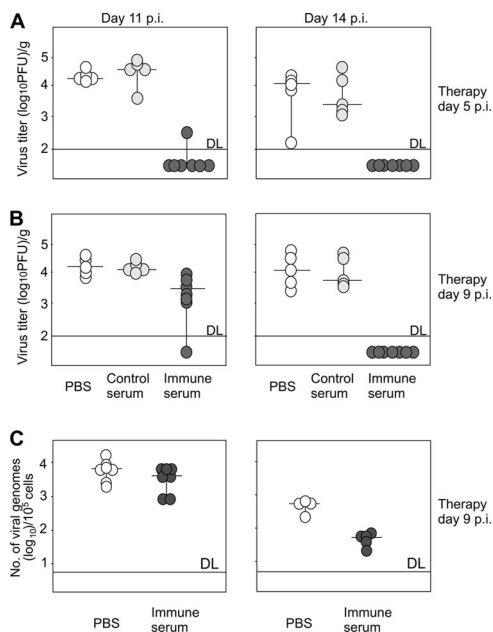 A
Day 11 p.i.
Day 14 p.i.
Virus titer (log10PFU)/g
5
4
3
2
DL
DL
Therapy
day 5 p.i.
B
Virus titer (log10PFU)/g
5
4
3
2
DL
DL
Therapy
day 9 p.i.
PBS
Control
serum
Immune
serum
PBS
Control
serum
Immune
serum
C
No. of viral genomes
(log10)/10⁵ cells
4
3
2
1
DL
DL
Therapy
day 9 p.i.
PBS
Immune
serum
PBS
Immune
serum